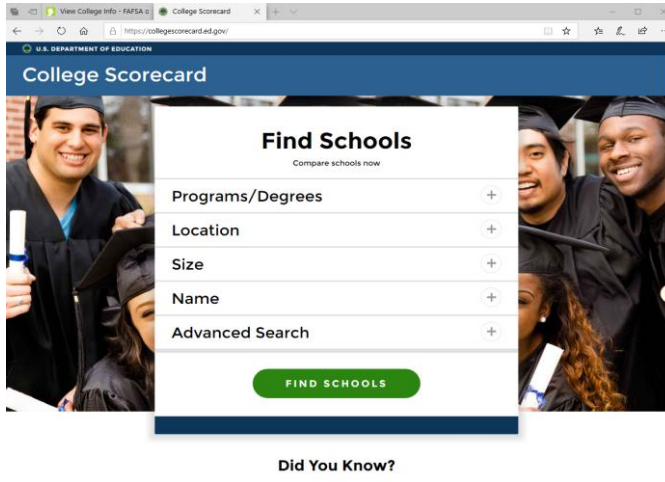 View College Info - FAFSA o
College Scorecard
https://collegescorecard.ed.gov/
U.S. DEPARTMENT OF EDUCATION
College Scorecard
Find Schools
Compare schools now
Programs/Degrees
Location
Size
Name
Advanced Search
FIND SCHOOLS
Did You Know?